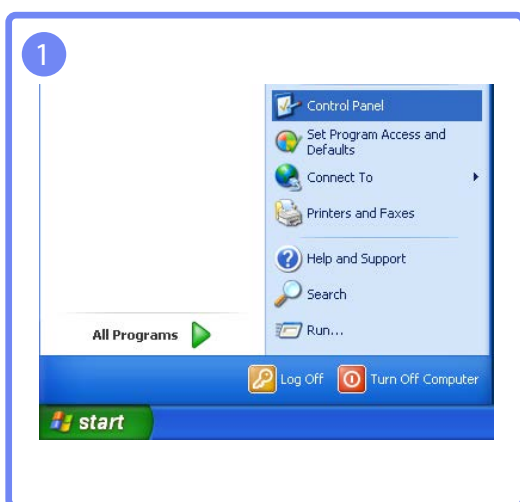 1
Control Panel
Set Program Access and
Defaults
Connect To
Printers and Faxes
Help and Support
Search
Run...
All Programs
Log Off
Turn Off Computer
start